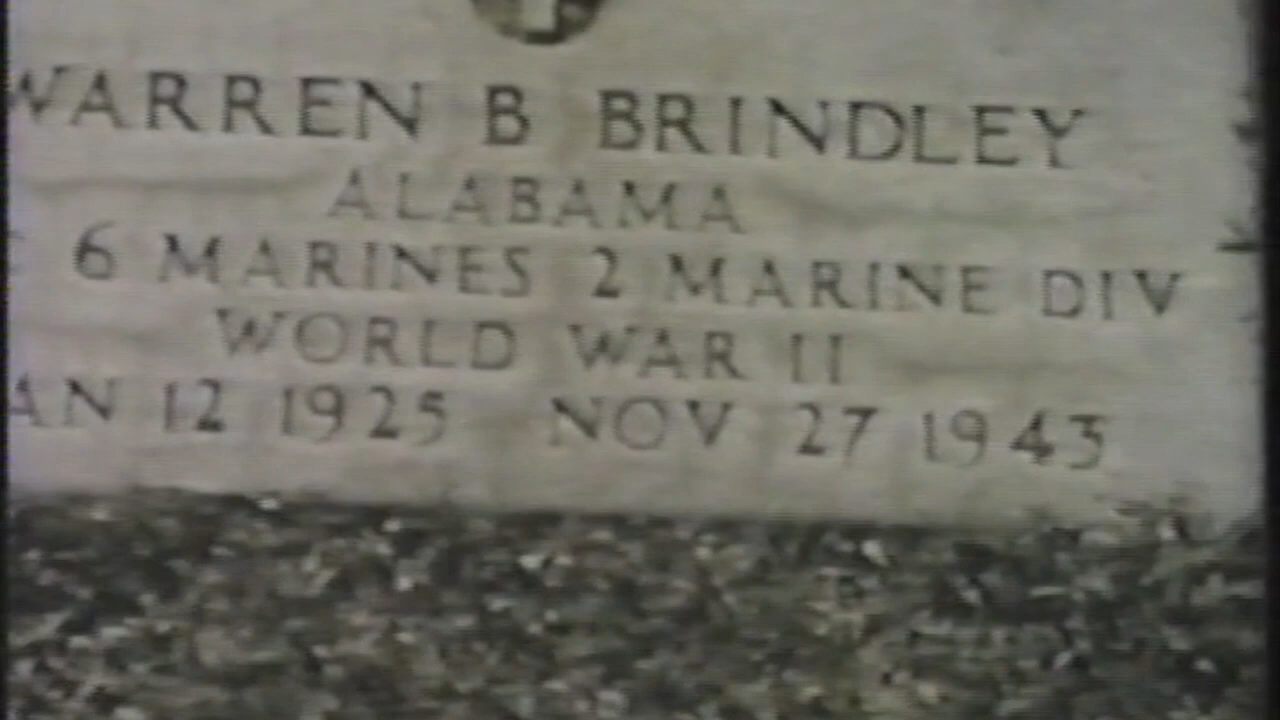 WARREN B BRINDLEY
ALABAMA
6 MARINES 2 MARINE DIV
WORLD WAR II
AN 12 1925 NOV 27 1943